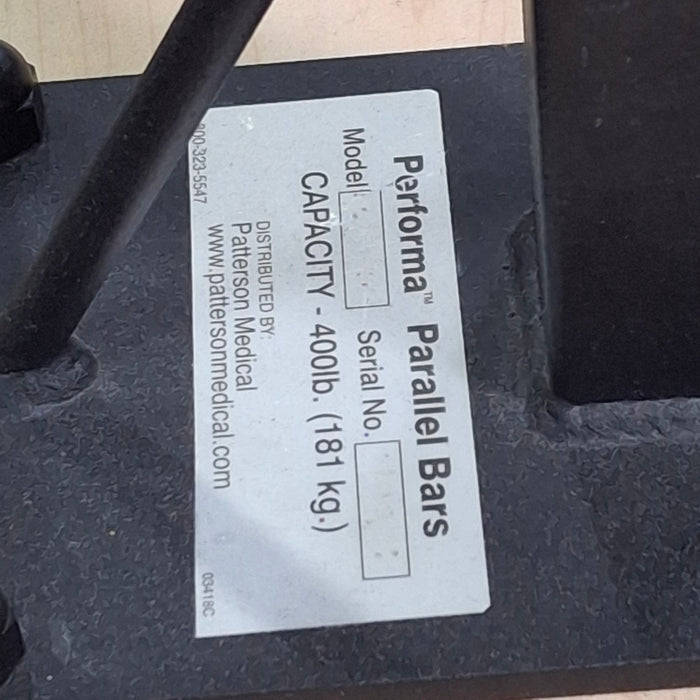 Performa™ Parallel Bars
Model Serial No.
CAPACITY - 400lb. (181 kg.)
DISTRIBUTED BY:
Patterson Medical
www.pattersonmedical.com
800-323-5547 03418C